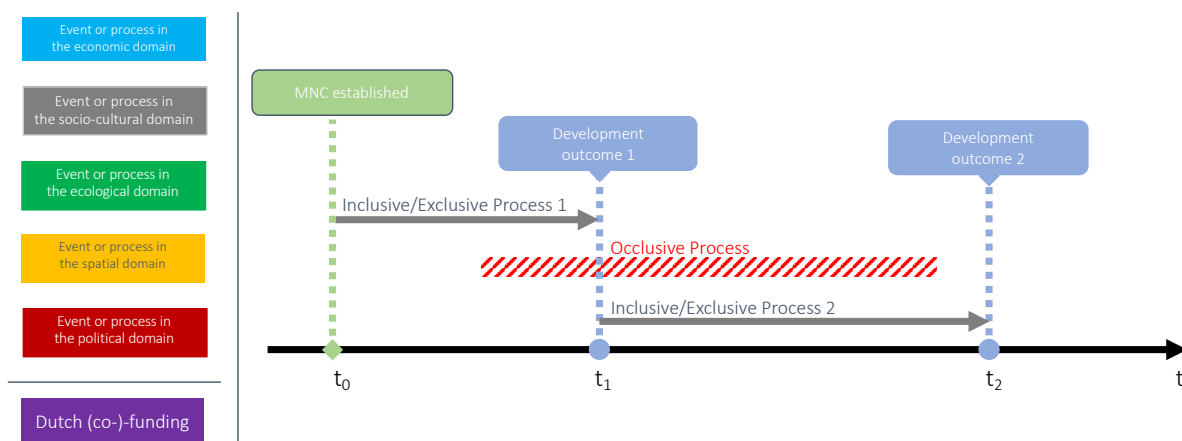 Event or process in
the economic domain
Event or process in
the socio-cultural domain
Event or process in
the ecological domain
Event or process in
the spatial domain
Event or process in
the political domain
Dutch (co-)-funding
MNC established
Development
outcome 1
Development
outcome 2
Inclusive/Exclusive Process 1
Occlusive Process
Inclusive/Exclusive Process 2
t0
t1
t2
t